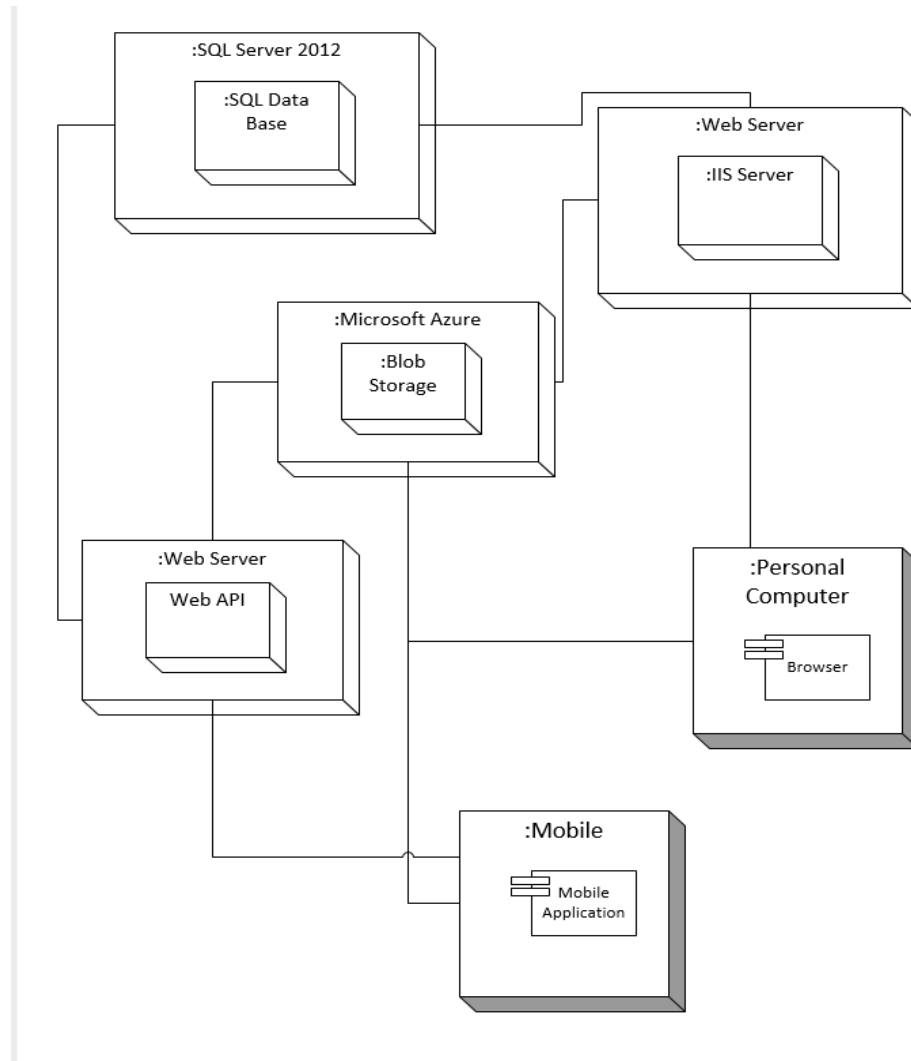 :SQL Server 2012
:SQL Data
Base
:Web Server
:IIS Server
:Microsoft Azure
:Blob
Storage
:Web Server
Web API
:Personal
Computer
Browser
:Mobile
Mobile
Application